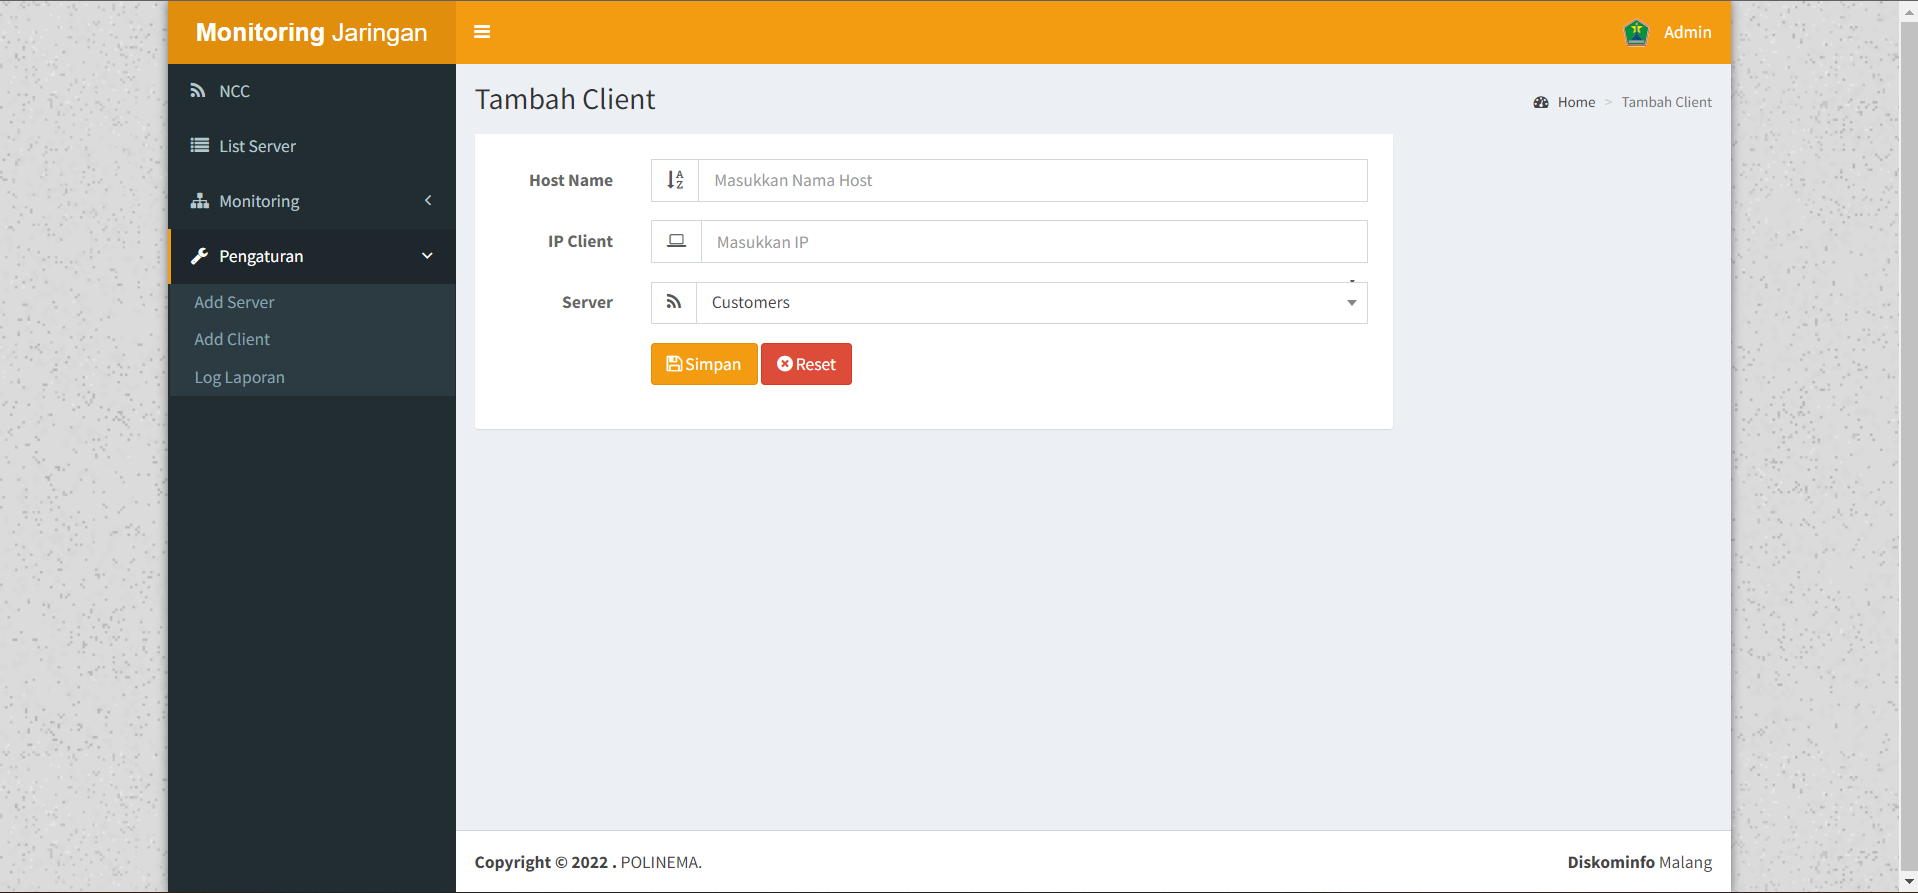 Monitoring Jaringan
Admin
NCC
List Server
Monitoring
Pengaturan
Add Server
Add Client
Log Laporan
Tambah Client
Home > Tambah Client
Host Name
Masukkan Nama Host
IP Client
Masukkan IP
Server
Customers
Simpan
Reset
Copyright © 2022 . POLINEMA.
Diskominfo Malang